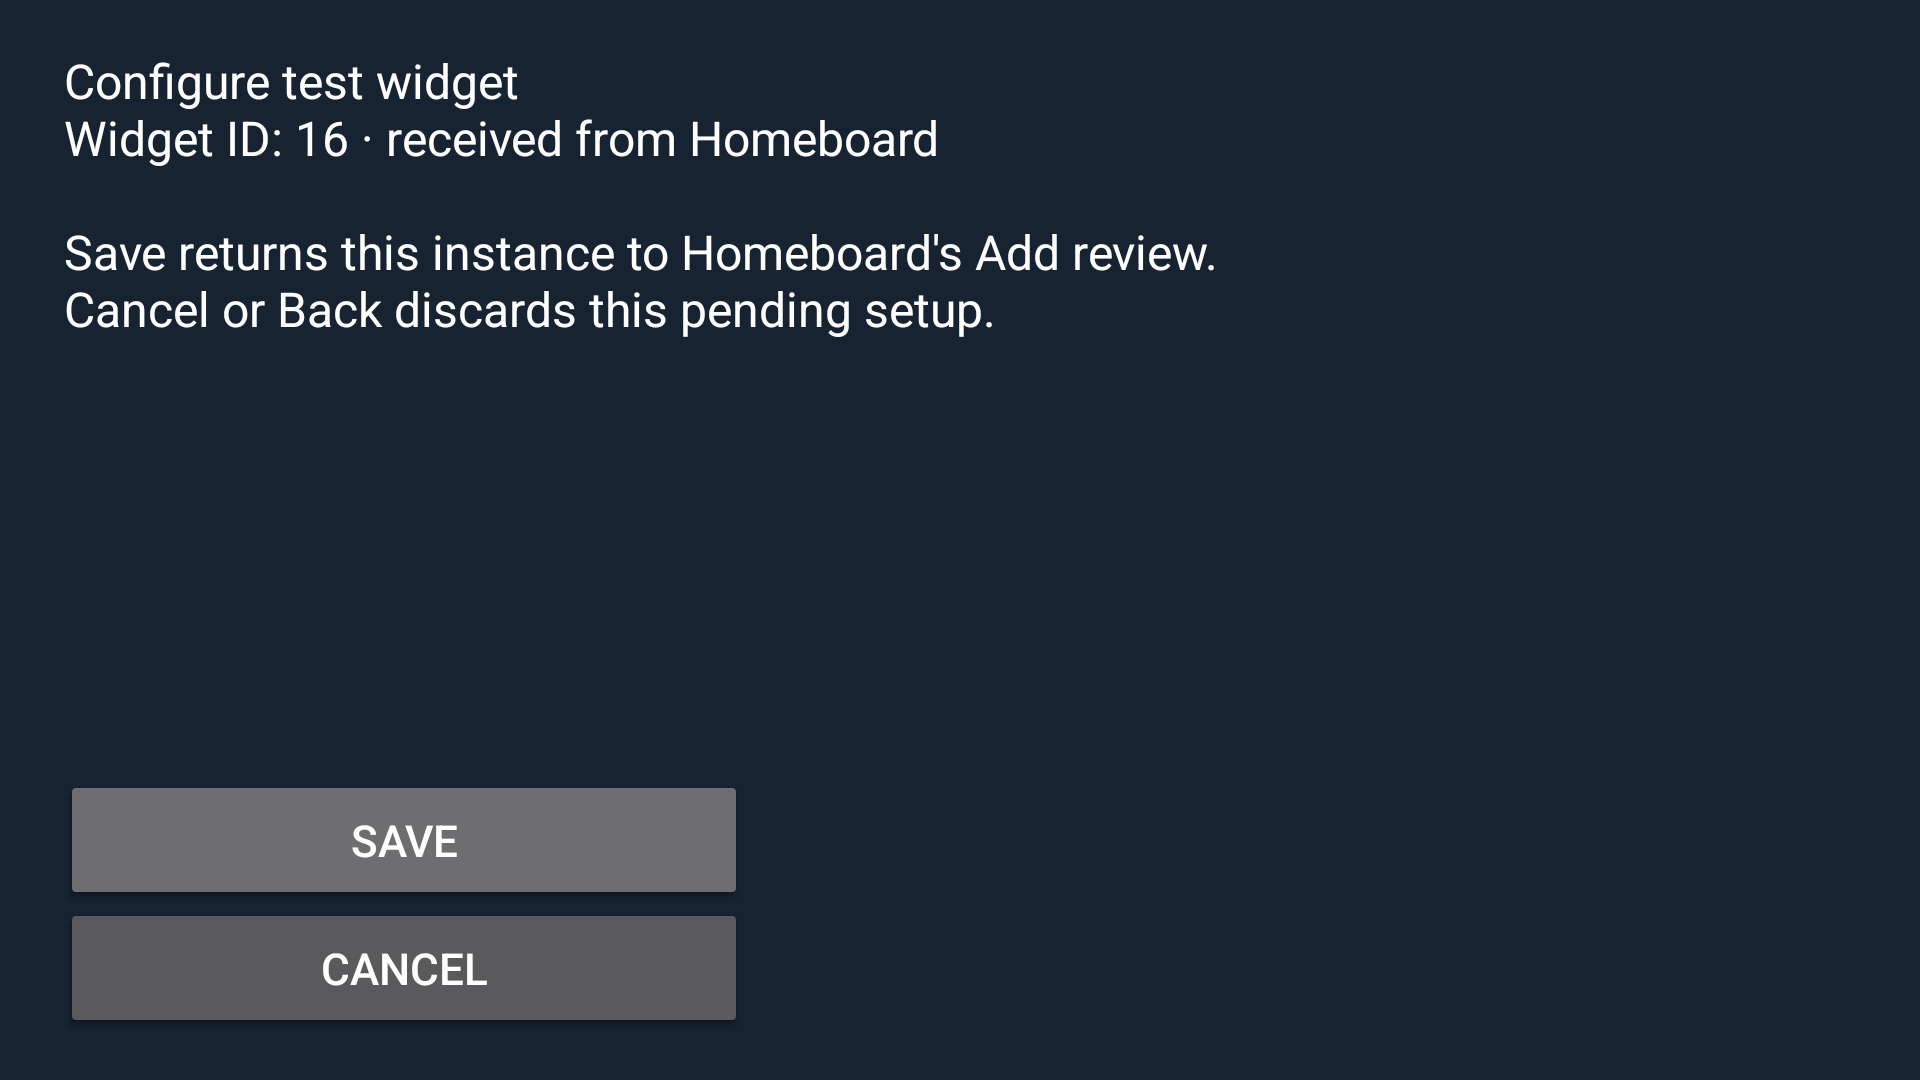 Configure test widget
Widget ID: 16 · received from Homeboard
Save returns this instance to Homeboard's Add review.
Cancel or Back discards this pending setup.
SAVE
CANCEL